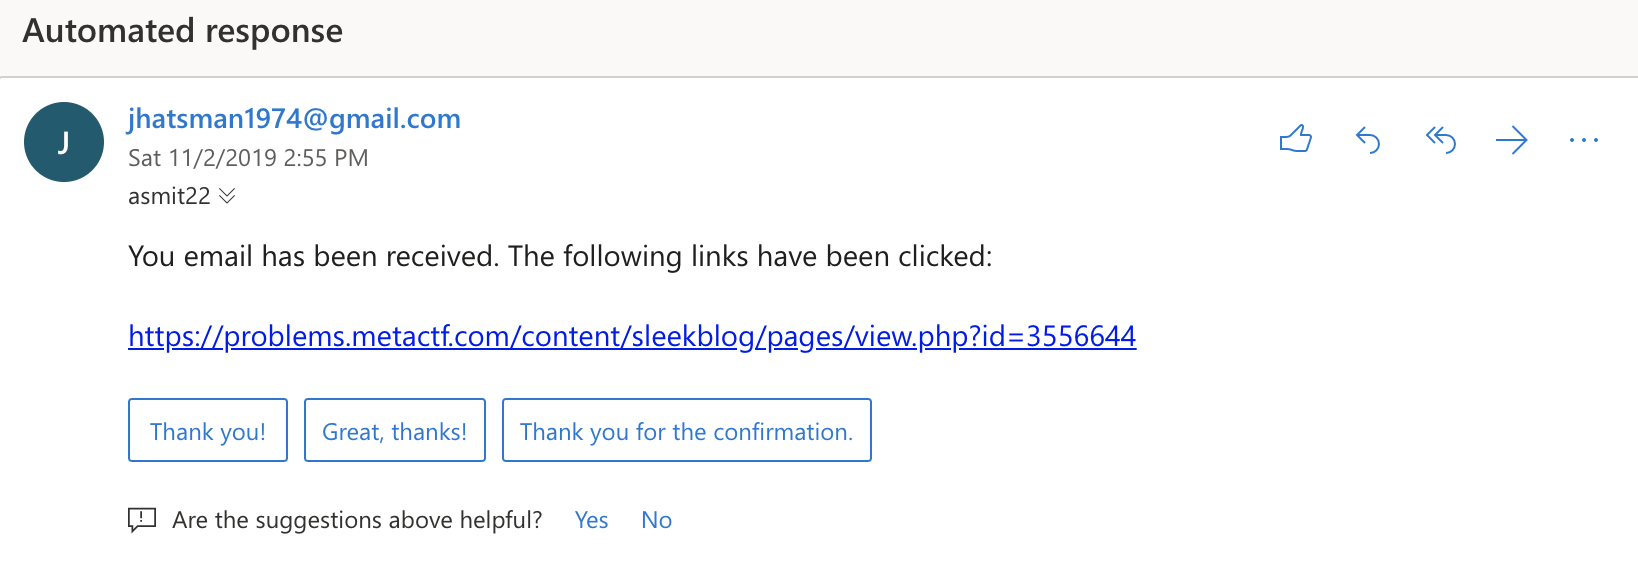 Automated response
J
jhatsman1974@gmail.com
Sat 11/2/2019 2:55 PM
asmit22
You email has been received. The following links have been clicked:
https://problems.metactf.com/content/sleekblog/pages/view.php?id=3556644
Thank you! Great, thanks! Thank you for the confirmation.
Are the suggestions above helpful? Yes No